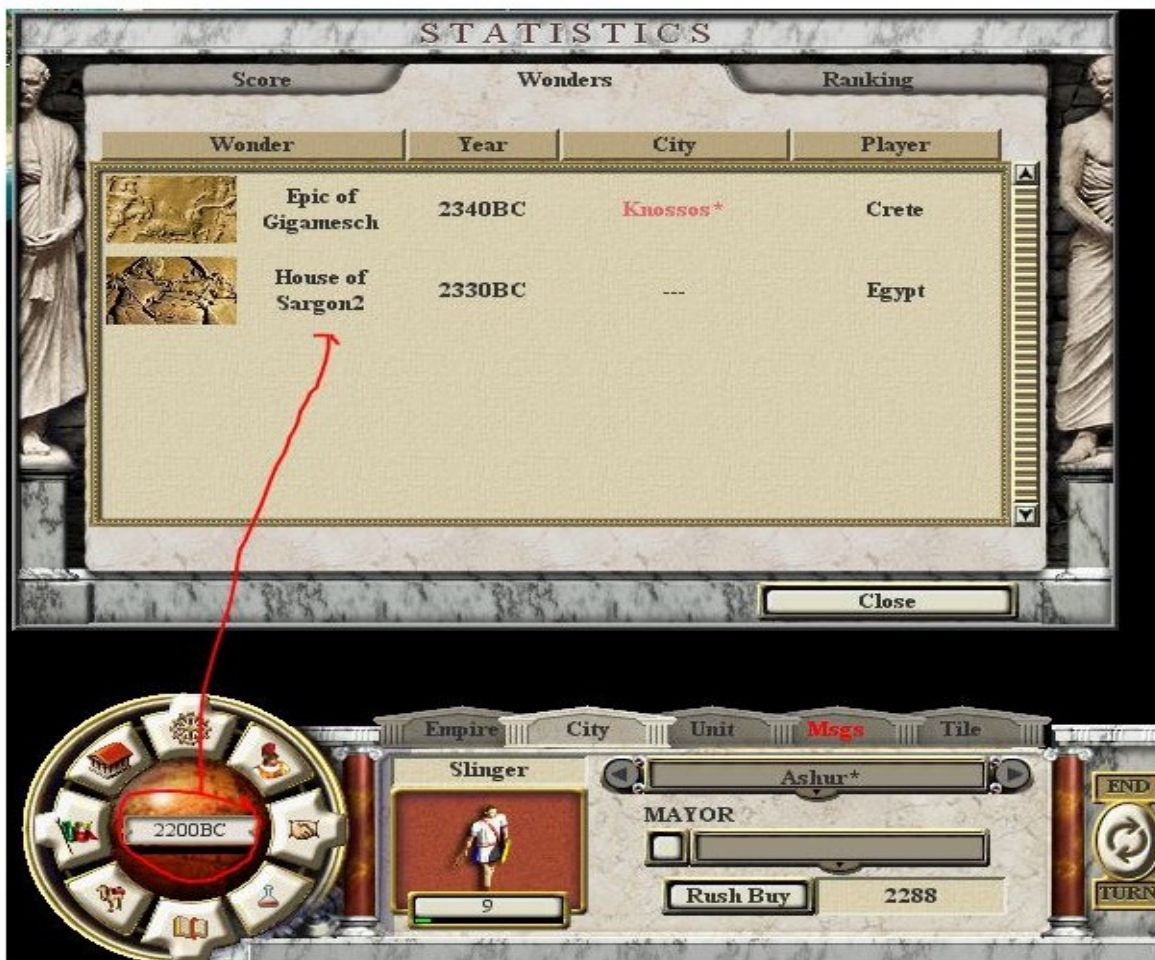 STATISTICS
Score Wonders Ranking
Wonder Year City Player
Epic of
Gigamesch 2340BC Knossos* Crete
House of
Sargon2 2330BC --- Egypt
Close
Empire City Unit Msgs Tile
Slinger
Ashur*
END
MAYOR
2200BC
9
Rush Buy 2288
TURN